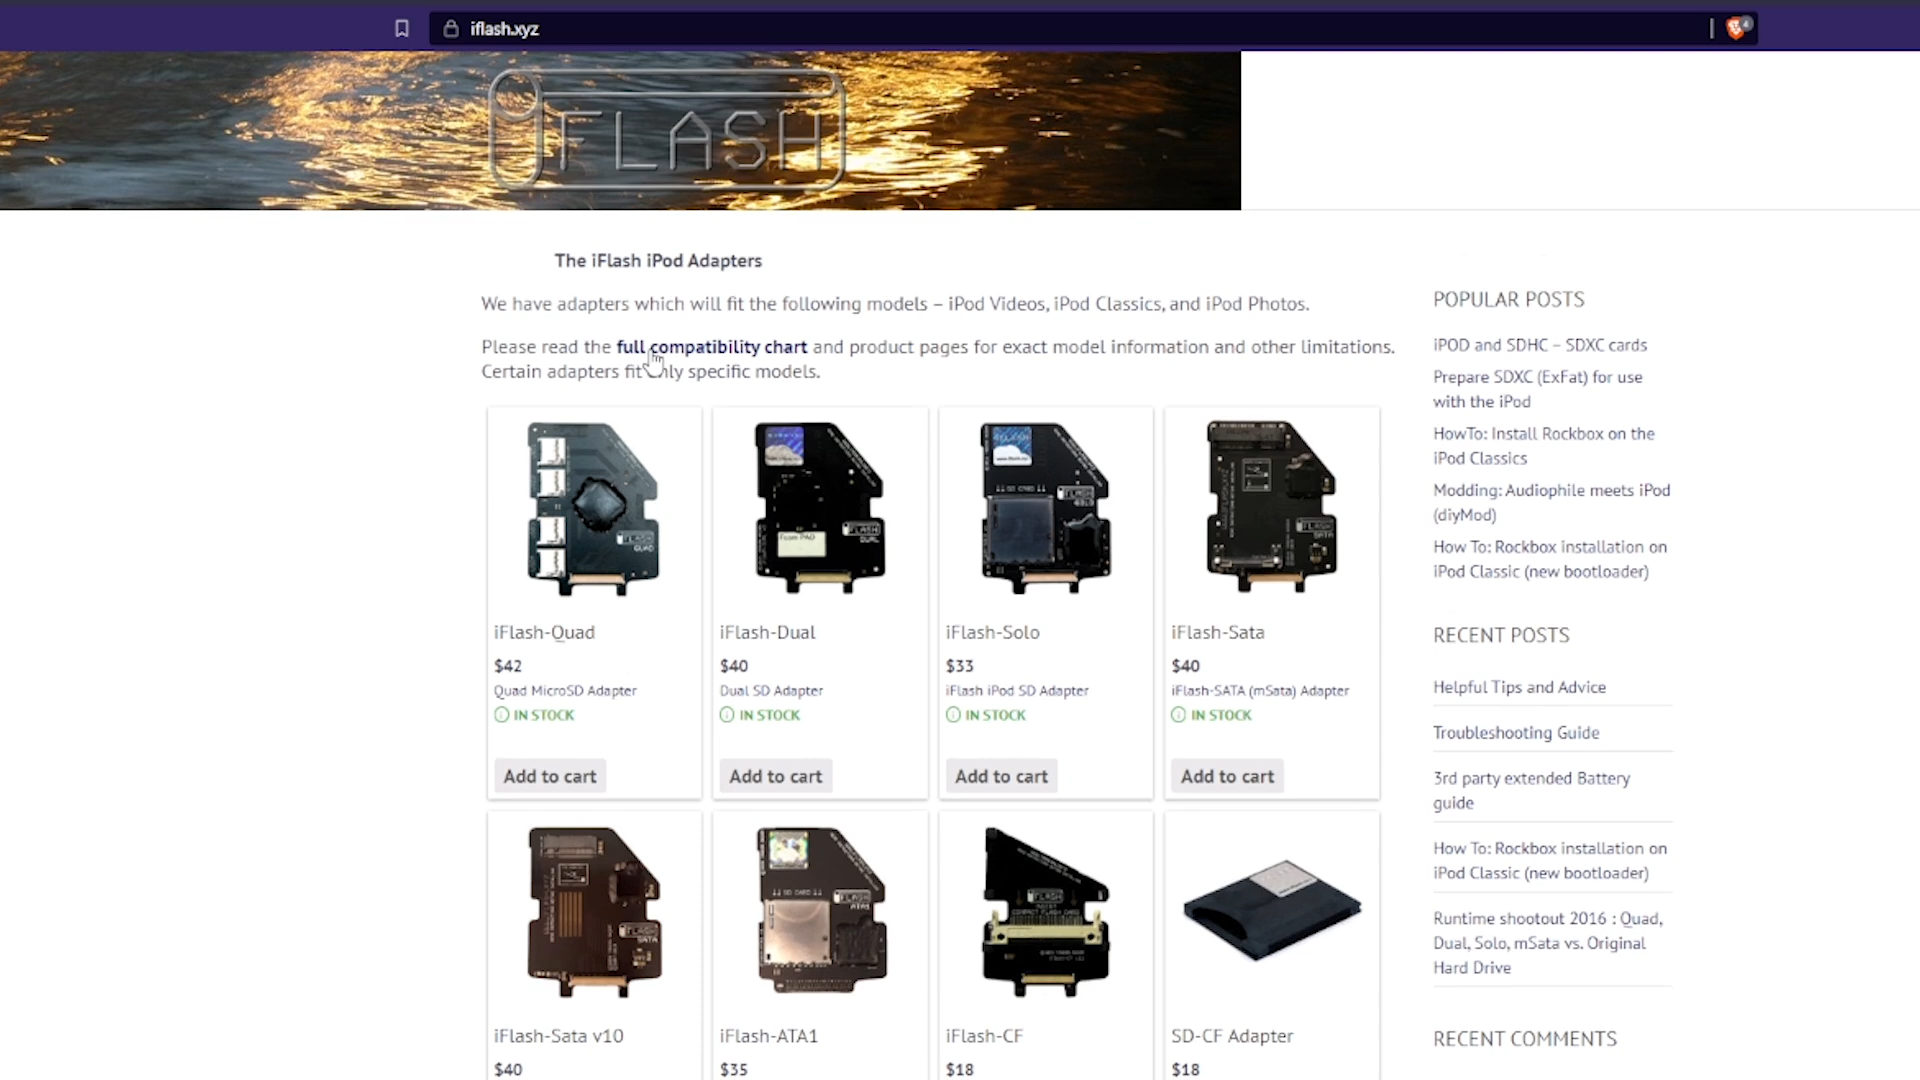 iflash.xyz
4
iFLASH
The iFlash iPod Adapters
We have adapters which will fit the following models – iPod Videos, iPod Classics, and iPod Photos.
Please read the full compatibility chart and product pages for exact model information and other limitations.
Certain adapters fit only specific models.
iFlash-Quad
$42
Quad MicroSD Adapter
IN STOCK
Add to cart
iFlash-Dual
$40
Dual SD Adapter
IN STOCK
Add to cart
iFlash-Solo
$33
iFlash iPod SD Adapter
IN STOCK
Add to cart
iFlash-Sata
$40
iFlash-SATA (mSata) Adapter
IN STOCK
Add to cart
iFlash-Sata v10
$40
iFlash-ATA1
$35
iFlash-CF
$18
SD-CF Adapter
$18
POPULAR POSTS
iPOD and SDHC – SDXC cards
Prepare SDXC (ExFat) for use
with the iPod
HowTo: Install Rockbox on the
iPod Classics
Modding: Audiophile meets iPod
(diyMod)
How To: Rockbox installation on
iPod Classic (new bootloader)
RECENT POSTS
Helpful Tips and Advice
Troubleshooting Guide
3rd party extended Battery
guide
How To: Rockbox installation on
iPod Classic (new bootloader)
Runtime shootout 2016 : Quad,
Dual, Solo, mSata vs. Original
Hard Drive
RECENT COMMENTS